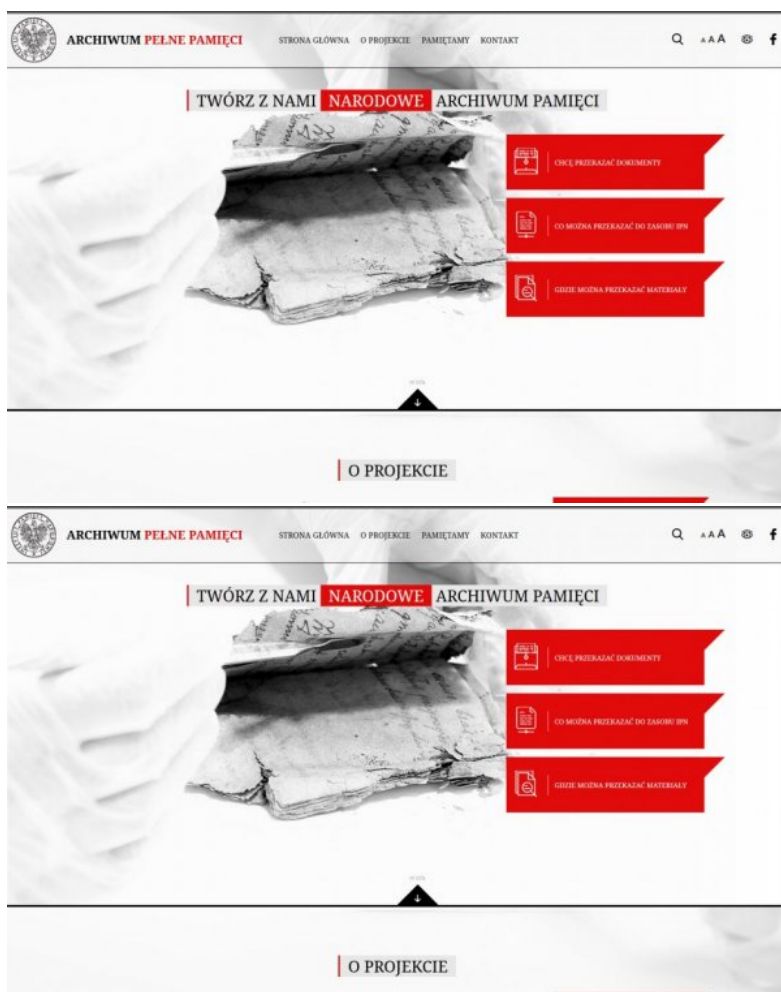 ARCHIWUM PEŁNE PAMIĘCI
STRONA GŁÓWNA O PROJEKCIE PAMIĘTAMY KONTAKT
A A A
TWÓRZ Z NAMI NARODOWE ARCHIWUM PAMIĘCI
CHCĘ PRZEKAZAĆ DOKUMENTY
CO MOŻNA PRZEKAZAĆ DO ZASOBU IPN
GDZIE MOŻNA PRZEKAZAĆ MATERIAŁY
O PROJEKCIE
ARCHIWUM PEŁNE PAMIĘCI
STRONA GŁÓWNA O PROJEKCIE PAMIĘTAMY KONTAKT
A A A
TWÓRZ Z NAMI NARODOWE ARCHIWUM PAMIĘCI
CHCĘ PRZEKAZAĆ DOKUMENTY
CO MOŻNA PRZEKAZAĆ DO ZASOBU IPN
GDZIE MOŻNA PRZEKAZAĆ MATERIAŁY
O PROJEKCIE